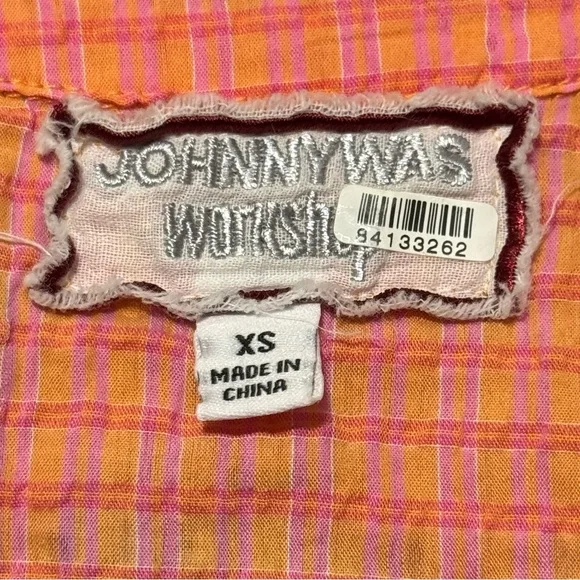 JOHNNYWAS
Workshop
84133262
XS
MADE IN
CHINA